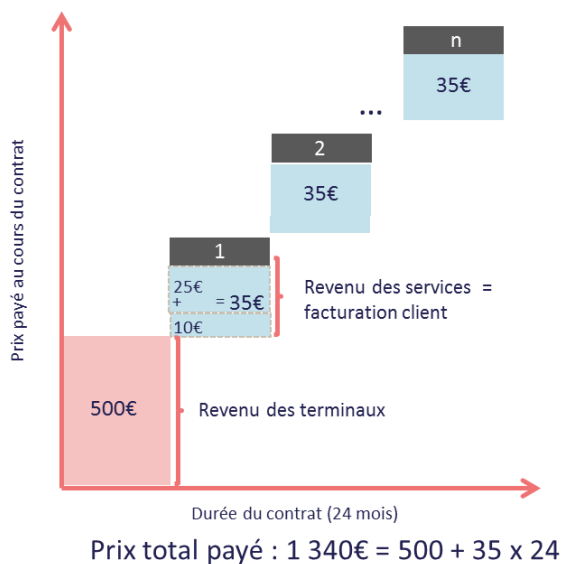 n
35€
...
2
35€
1
25€
+ = 35€
10€
Revenu des services =
facturation client
500€
Revenu des terminaux
Prix payé au cours du contrat
Durée du contrat (24 mois)
Prix total payé : 1 340€ = 500 + 35 x 24